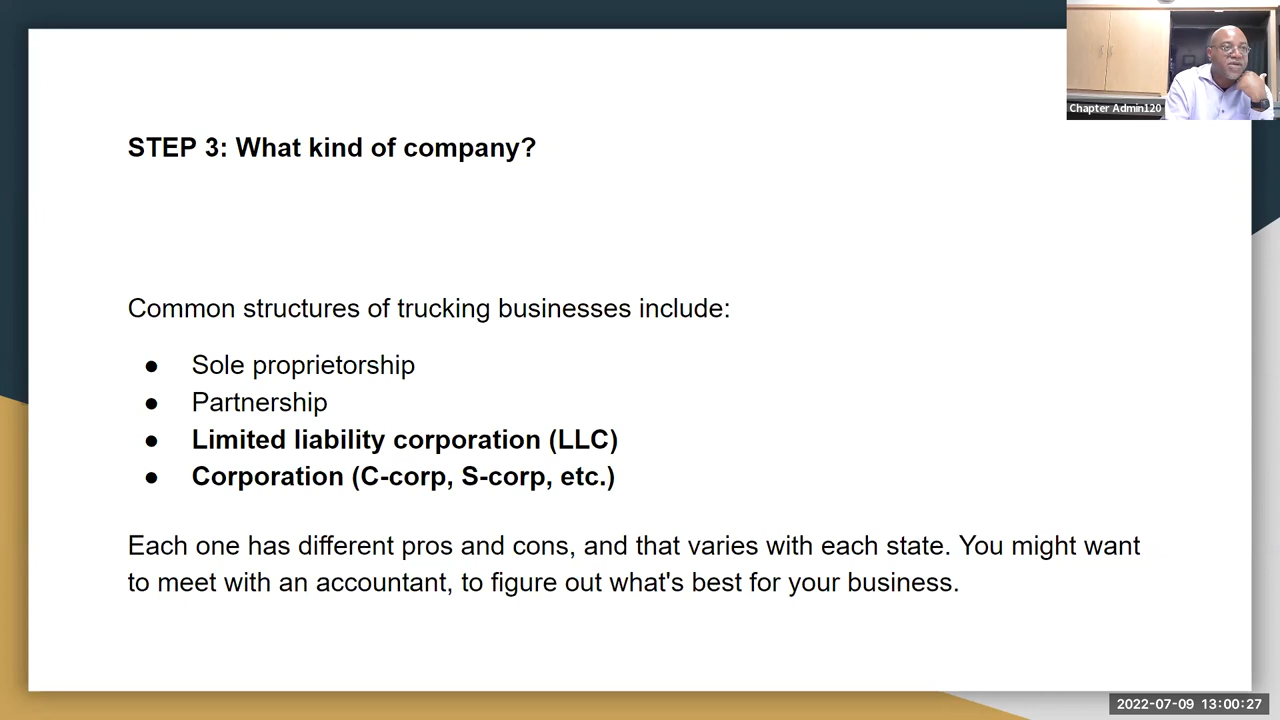 Chapter Admin120
STEP 3: What kind of company?
Common structures of trucking businesses include:
● Sole proprietorship
● Partnership
● Limited liability corporation (LLC)
● Corporation (C-corp, S-corp, etc.)
Each one has different pros and cons, and that varies with each state. You might want
to meet with an accountant, to figure out what's best for your business.
2022-07-09 13:00:27